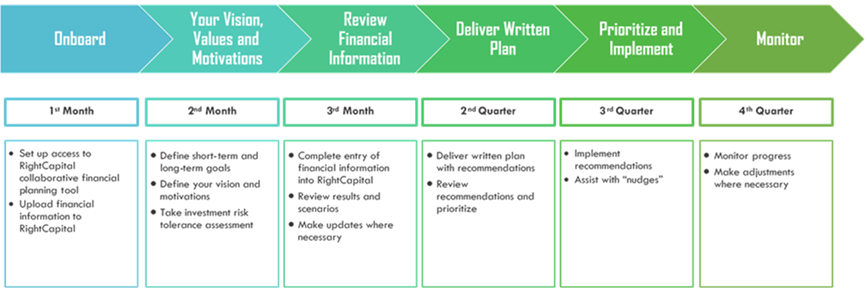 Onboard
Your Vision,
Values and
Motivations
Review
Financial
Information
Deliver Written
Plan
Prioritize and
Implement
Monitor
1st Month
2nd Month
3rd Month
2nd Quarter
3rd Quarter
4th Quarter
• Set up access to
RightCapital
collaborative financial
planning tool
• Upload financial
information to
RightCapital
• Define short-term and
long-term goals
• Define your vision and
motivations
• Take investment risk
tolerance assessment
• Complete entry of
financial information
into RightCapital
• Review results and
scenarios
• Make updates where
necessary
• Deliver written plan
with recommendations
• Review
recommendations and
prioritize
• Implement
recommendations
• Assist with “nudges”
• Monitor progress
• Make adjustments
where necessary